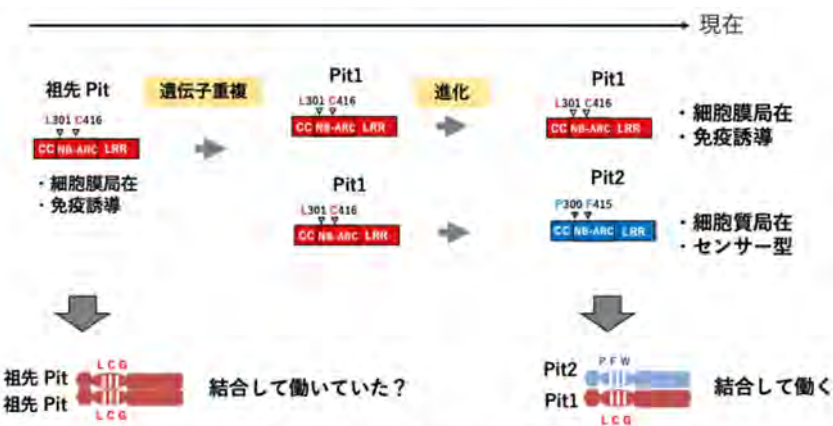 現在
祖先 Pit
遺伝子重複
Pit1
進化
Pit1
L301 C416
L301 C416
L301 C416
CC NB-ARC LRR
CC NB-ARC LRR
CC NB-ARC LRR
・細胞膜局在
・免疫誘導
・細胞膜局在
・免疫誘導
Pit1
Pit2
L301 C416
P300 F415
CC NB-ARC LRR
CC NB-ARC LRR
・細胞質局在
・センサー型
L C G
祖先 Pit
祖先 Pit
L C G
結合して働いていた？
P F W
Pit2
Pit1
L C G
結合して働く